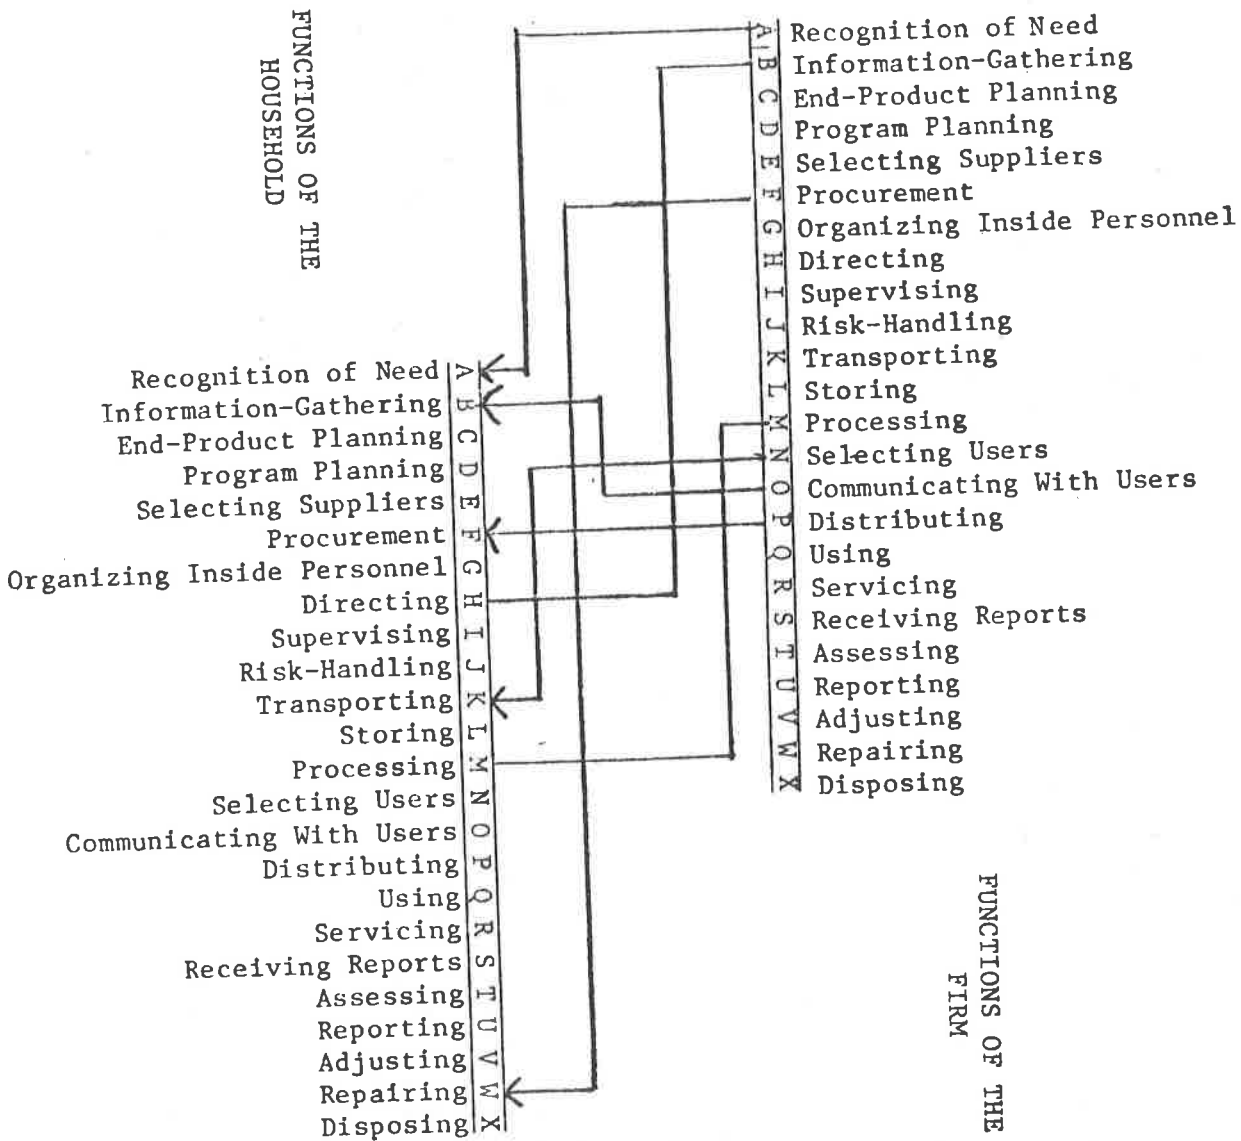 FUNCTIONS OF THE
HOUSEHOLD
A Recognition of Need
B Information-Gathering
C End-Product Planning
D Program Planning
E Selecting Suppliers
F Procurement
G Organizing Inside Personnel
H Directing
I Supervising
J Risk-Handling
K Transporting
L Storing
M Processing
N Selecting Users
O Communicating With Users
P Distributing
Q Using
R Servicing
S Receiving Reports
T Assessing
U Reporting
V Adjusting
W Repairing
X Disposing
Recognition of Need A
Information-Gathering B
End-Product Planning C
Program Planning D
Selecting Suppliers E
Procurement F
Organizing Inside Personnel G
Directing H
Supervising I
Risk-Handling J
Transporting K
Storing L
Processing M
Selecting Users N
Communicating With Users O
Distributing P
Using Q
Servicing R
Receiving Reports S
Assessing T
Reporting U
Adjusting V
Repairing W
Disposing X
FUNCTIONS OF THE
FIRM